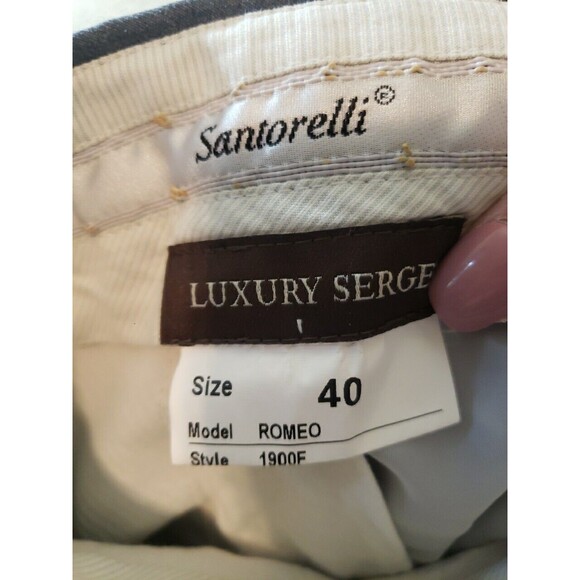 Santorelli®
LUXURY SERGE
Size 40
Model ROMEO
Style 1900F